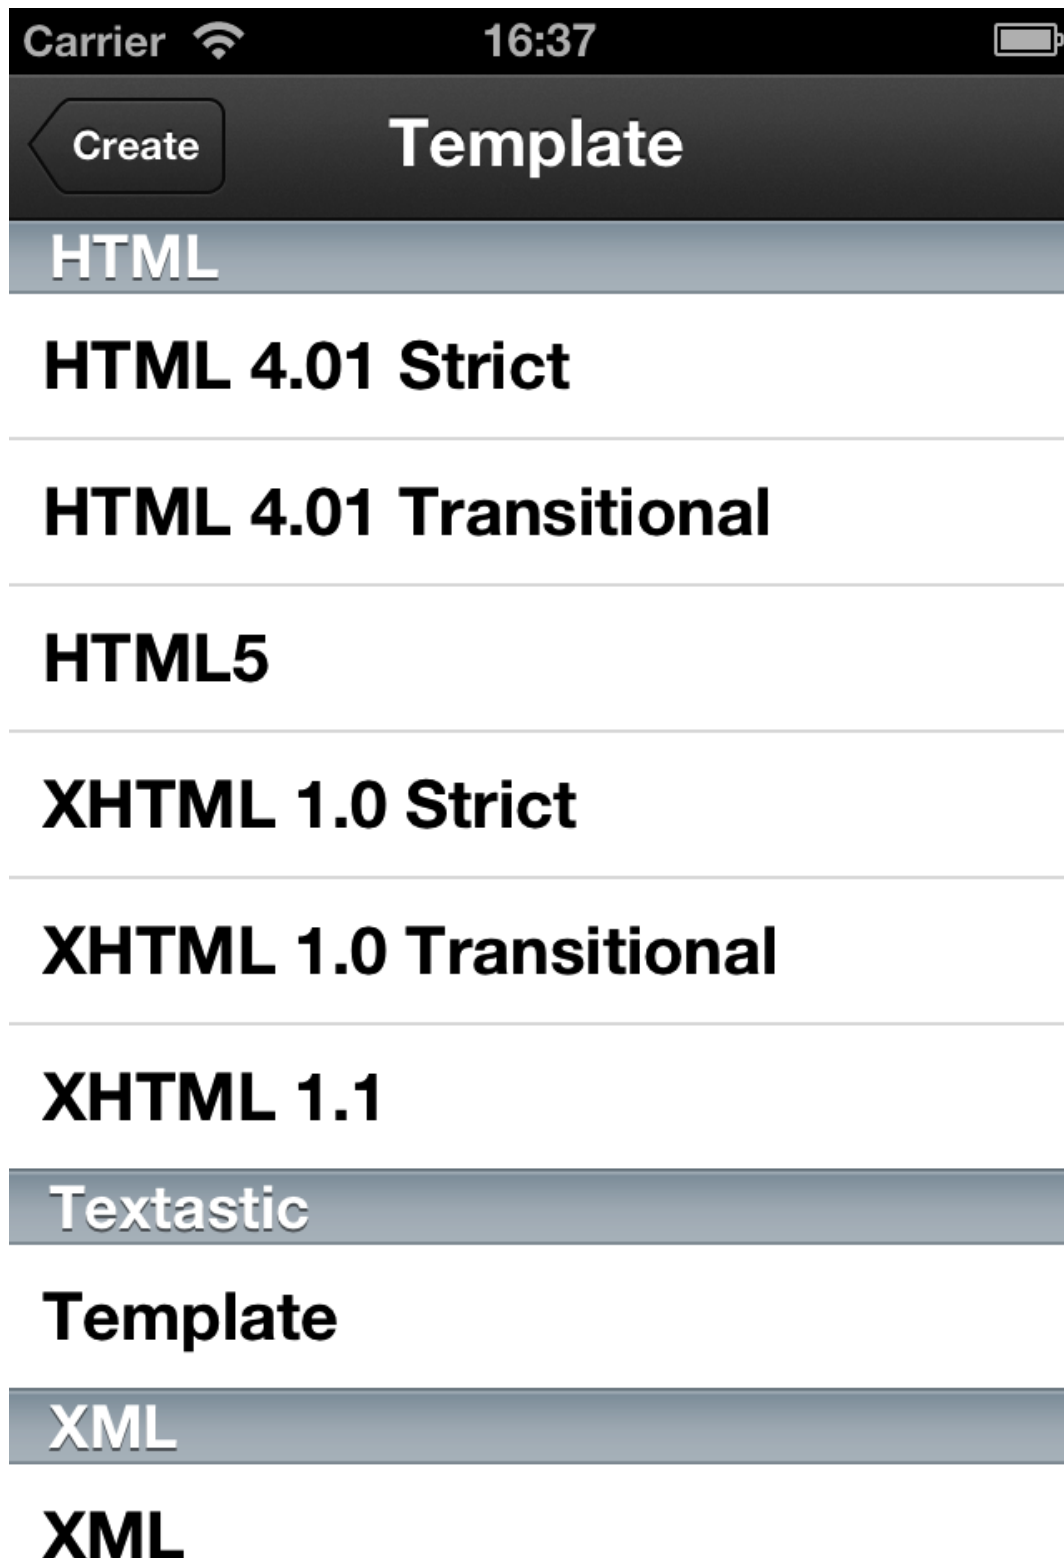 Carrier 16:37
Create Template
HTML
HTML 4.01 Strict
HTML 4.01 Transitional
HTML5
XHTML 1.0 Strict
XHTML 1.0 Transitional
XHTML 1.1
Textastic
Template
XML
XML